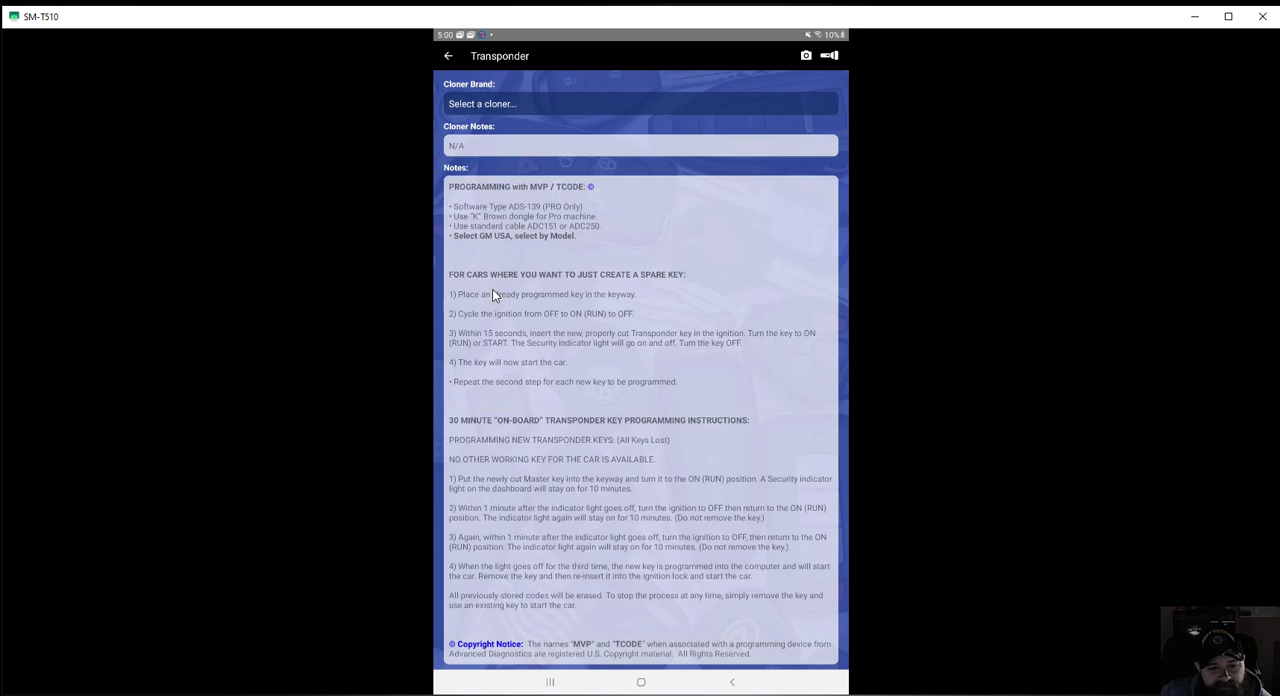 SM-T510
5:00
10%
Transponder
Cloner Brand:
Select a cloner...
Cloner Notes:
N/A
Notes:
PROGRAMMING with MVP / TCODE: ©
• Software Type ADS-139 (PRO Only)
• Use "K" Brown dongle for Pro machine.
• Use standard cable ADC151 or ADC250.
• Select GM USA, select by Model.
FOR CARS WHERE YOU WANT TO JUST CREATE A SPARE KEY:
1) Place an already programmed key in the keyway.
2) Cycle the ignition from OFF to ON (RUN) to OFF.
3) Within 15 seconds, insert the new, properly cut Transponder key in the ignition. Turn the key to ON
(RUN) or START. The Security indicator light will go on and off. Turn the key OFF.
4) The key will now start the car.
• Repeat the second step for each new key to be programmed.
30 MINUTE "ON-BOARD" TRANSPONDER KEY PROGRAMMING INSTRUCTIONS:
PROGRAMMING NEW TRANSPONDER KEYS: (All Keys Lost)
NO OTHER WORKING KEY FOR THE CAR IS AVAILABLE.
1) Put the newly cut Master key into the keyway and turn it to the ON (RUN) position. A Security indicator
light on the dashboard will stay on for 10 minutes.
2) Within 1 minute after the indicator light goes off, turn the ignition to OFF then return to the ON (RUN)
position. The indicator light again will stay on for 10 minutes. (Do not remove the key.)
3) Again, within 1 minute after the indicator light goes off, turn the ignition to OFF, then return to the ON
(RUN) position. The indicator light again will stay on for 10 minutes. (Do not remove the key.)
4) When the light goes off for the third time, the new key is programmed into the computer and will start
the car. Remove the key and then re-insert it into the ignition lock and start the car.
All previously stored codes will be erased. To stop the process at any time, simply remove the key and
use an existing key to start the car.
© Copyright Notice: The names "MVP" and "TCODE" when associated with a programming device from
Advanced Diagnostics are registered U.S. Copyright material. All Rights Reserved.